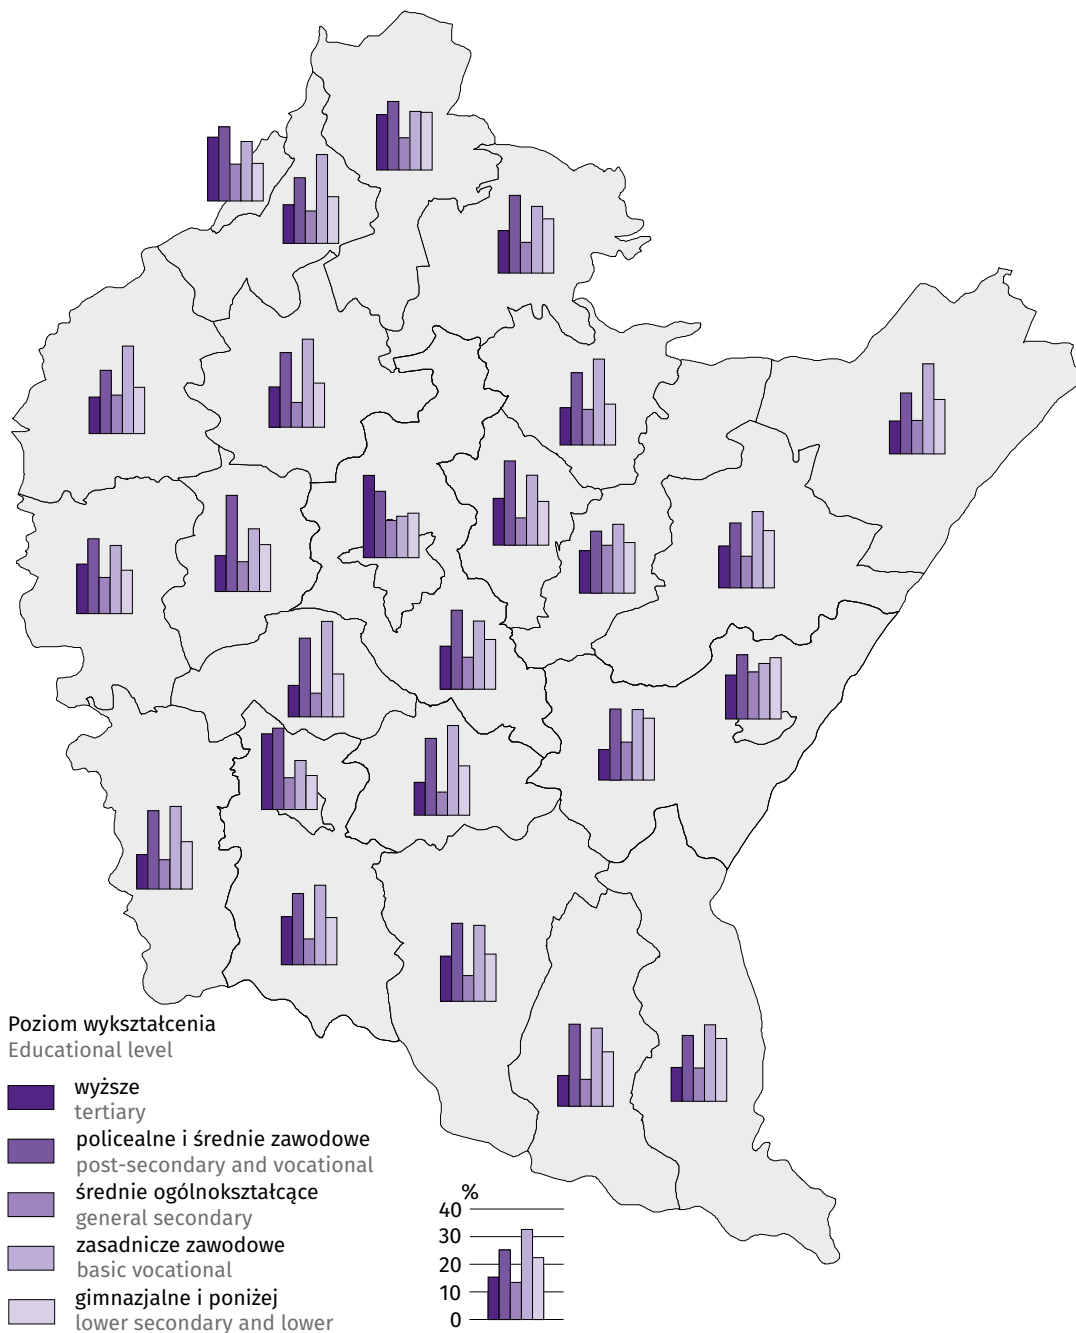 Poziom wykształcenia
Educational level
wyższe
tertiary
policealne i średnie zawodowe
post-secondary and vocational
średnie ogólnokształcące
general secondary
zasadnicze zawodowe
basic vocational
gimnazjalne i poniżej
lower secondary and lower
%
40
30
20
10
0